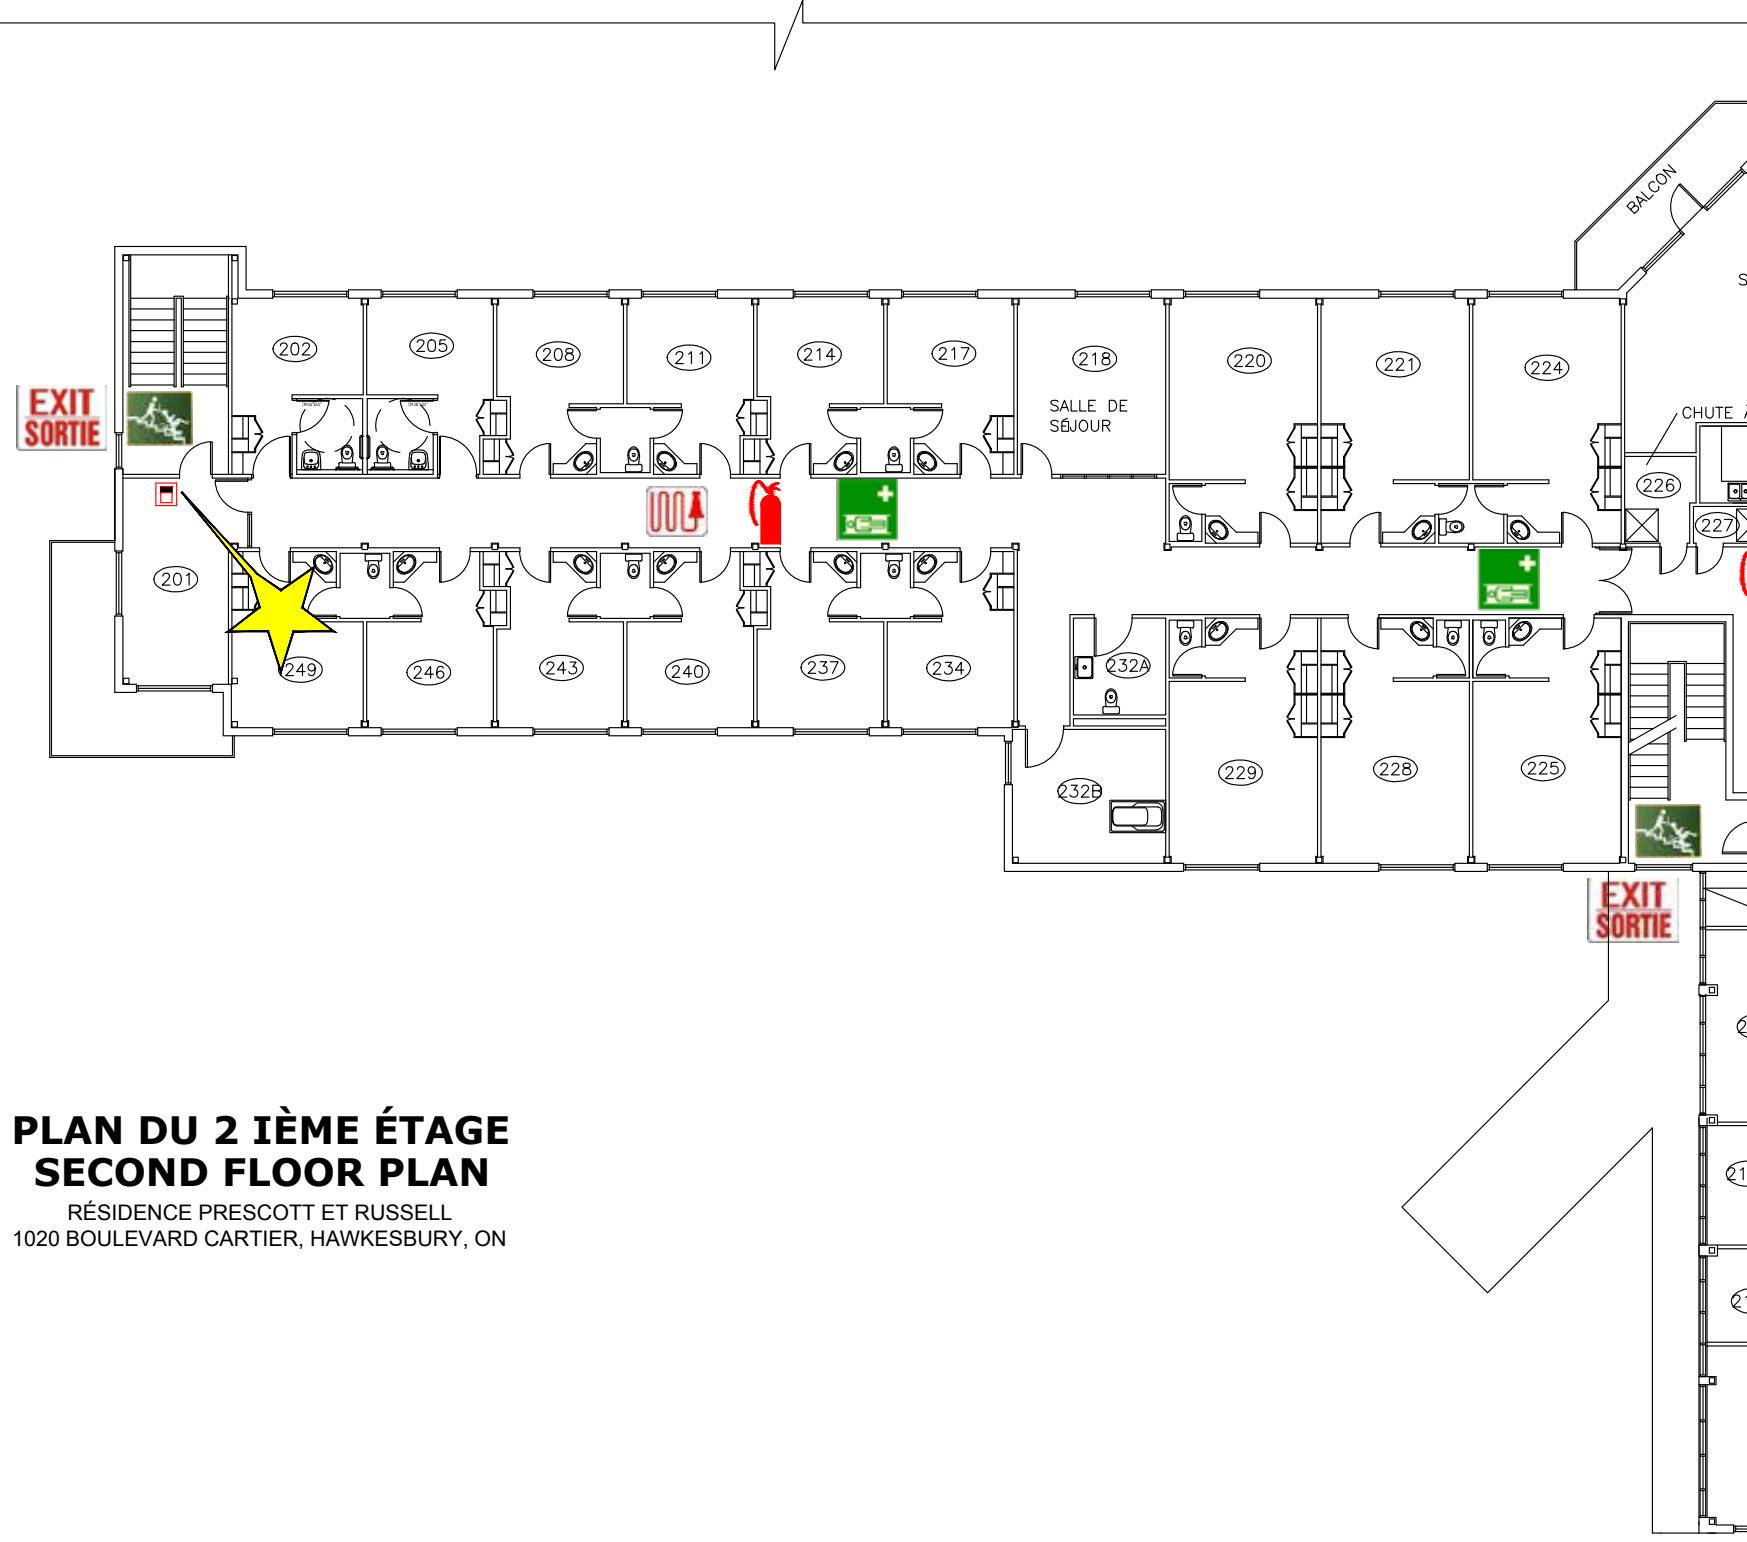 BALCON
S
202
205
208
211
214
217
218
220
221
224
EXIT
SORTIE
SALLE DE
SÉJOUR
CHUTE À
226
227
201
249
246
243
240
237
234
232A
232B
229
228
225
EXIT
SORTIE
PLAN DU 2 IÈME ÉTAGE
SECOND FLOOR PLAN
RÉSIDENCE PRESCOTT ET RUSSELL
1020 BOULEVARD CARTIER, HAWKESBURY, ON